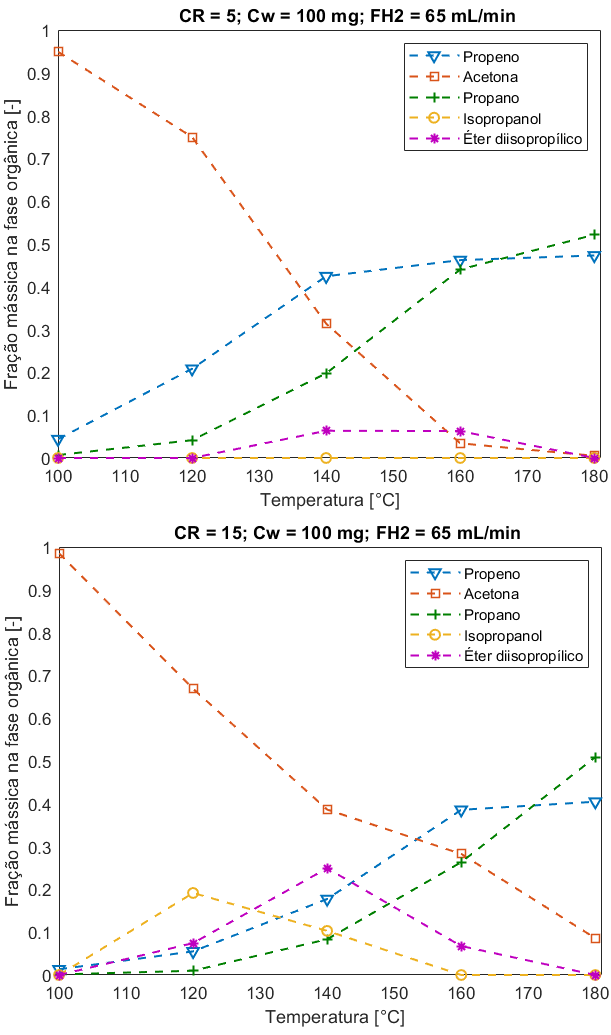 CR = 5; Cw = 100 mg; FH2 = 65 mL/min
Fração mássica na fase orgânica [-]
1
0.9
0.8
0.7
0.6
0.5
0.4
0.3
0.2
0.1
0
Propeno
Acetona
Propano
Isopropanol
Éter diisopropílico
100 110 120 130 140 150 160 170 180
Temperatura [°C]
CR = 15; Cw = 100 mg; FH2 = 65 mL/min
Fração mássica na fase orgânica [-]
1
0.9
0.8
0.7
0.6
0.5
0.4
0.3
0.2
0.1
0
Propeno
Acetona
Propano
Isopropanol
Éter diisopropílico
100 110 120 130 140 150 160 170 180
Temperatura [°C]